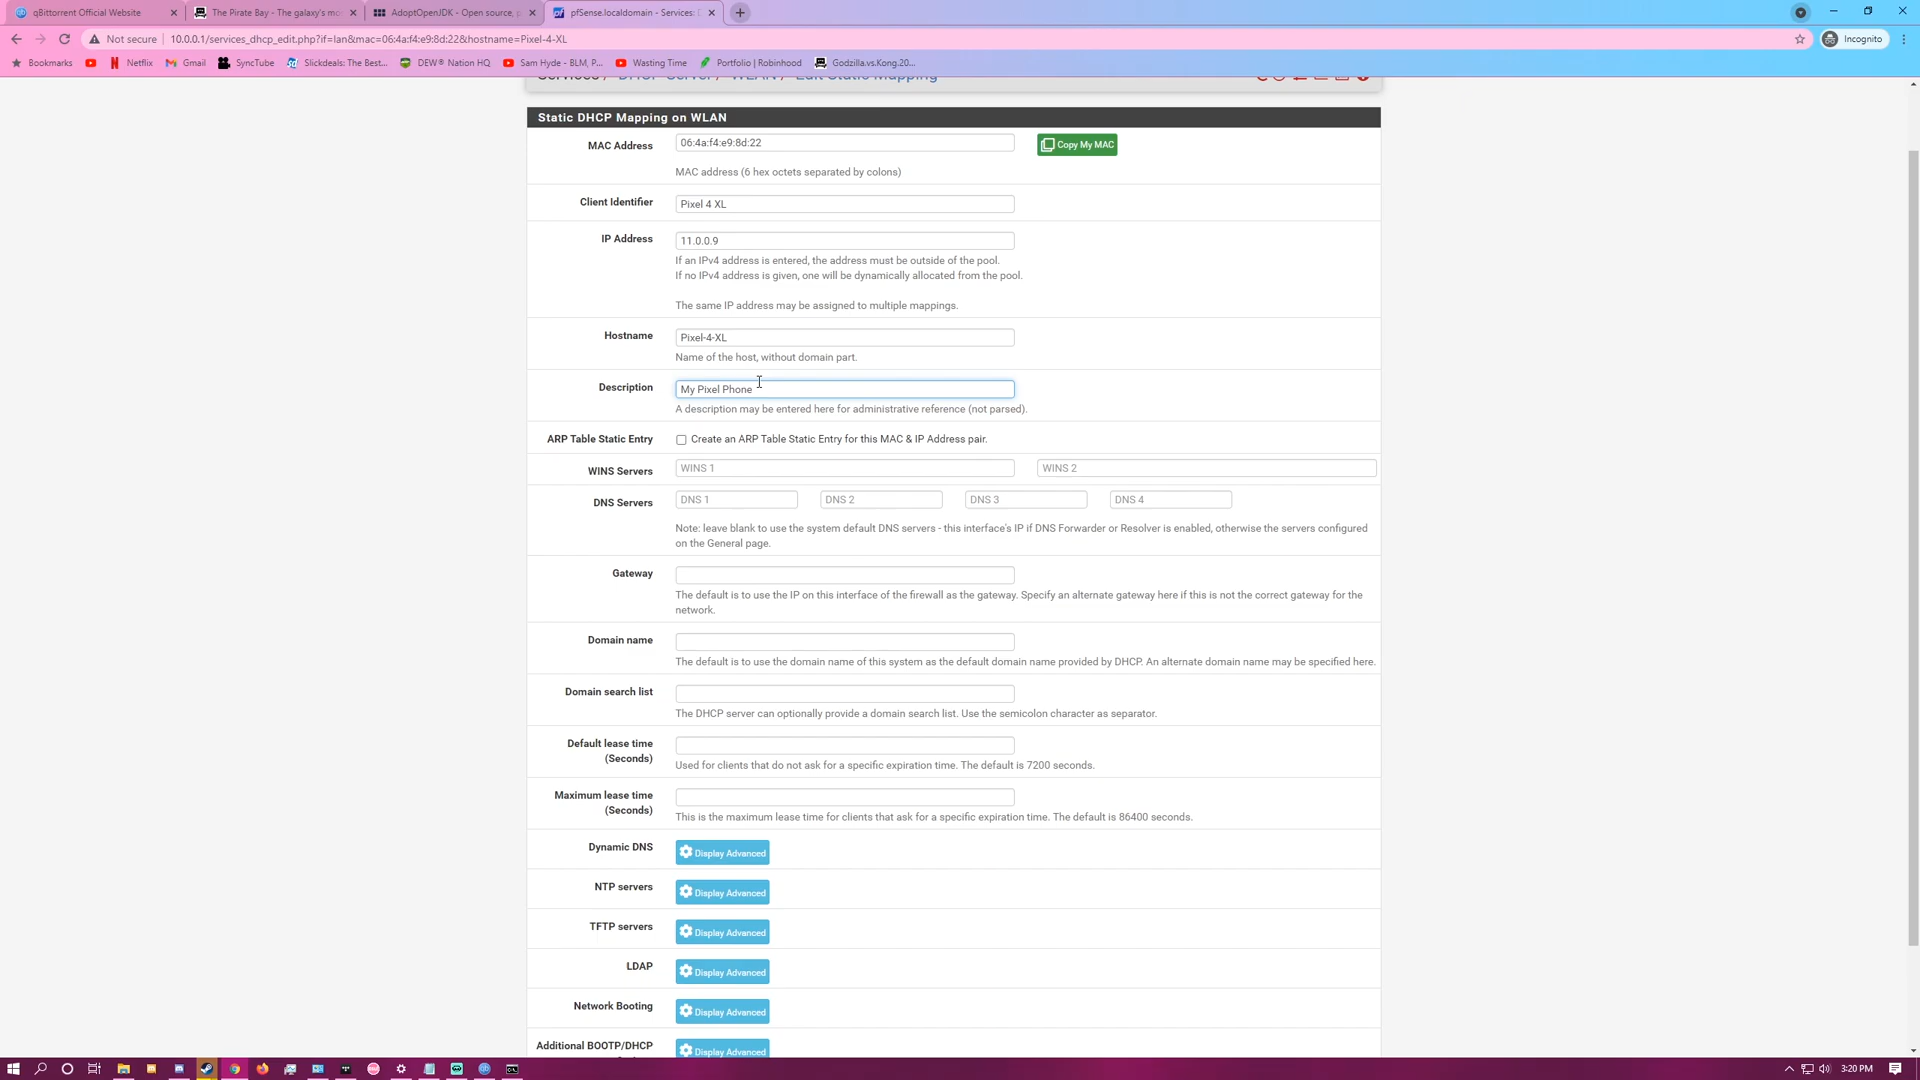 qBittorrent Official Website
The Pirate Bay - The galaxy's mos
AdoptOpenJDK - Open source, p
pfSense.localdomain - Services: D
Not secure
10.0.0.1/services_dhcp_edit.php?if=lan&mac=06:4a:f4:e9:8d:22&hostname=Pixel-4-XL
Incognito
Bookmarks
Netflix
Gmail
SyncTube
Slickdeals: The Best...
DEW® Nation HQ
Sam Hyde - BLM, P...
Wasting Time
Portfolio | Robinhood
Godzilla.vs.Kong.20...
Services / DHCP Server / WLAN / Edit Static Mapping
Static DHCP Mapping on WLAN
MAC Address
06:4a:f4:e9:8d:22
Copy My MAC
MAC address (6 hex octets separated by colons)
Client Identifier
Pixel 4 XL
IP Address
11.0.0.9
If an IPv4 address is entered, the address must be outside of the pool.
If no IPv4 address is given, one will be dynamically allocated from the pool.
The same IP address may be assigned to multiple mappings.
Hostname
Pixel-4-XL
Name of the host, without domain part.
Description
My Pixel Phone
A description may be entered here for administrative reference (not parsed).
ARP Table Static Entry
Create an ARP Table Static Entry for this MAC & IP Address pair.
WINS Servers
WINS 1
WINS 2
DNS Servers
DNS 1
DNS 2
DNS 3
DNS 4
Note: leave blank to use the system default DNS servers - this interface's IP if DNS Forwarder or Resolver is enabled, otherwise the servers configured
on the General page.
Gateway
The default is to use the IP on this interface of the firewall as the gateway. Specify an alternate gateway here if this is not the correct gateway for the
network.
Domain name
The default is to use the domain name of this system as the default domain name provided by DHCP. An alternate domain name may be specified here.
Domain search list
The DHCP server can optionally provide a domain search list. Use the semicolon character as separator.
Default lease time
(Seconds)
Used for clients that do not ask for a specific expiration time. The default is 7200 seconds.
Maximum lease time
(Seconds)
This is the maximum lease time for clients that ask for a specific expiration time. The default is 86400 seconds.
Dynamic DNS
Display Advanced
NTP servers
Display Advanced
TFTP servers
Display Advanced
LDAP
Display Advanced
Network Booting
Display Advanced
Additional BOOTP/DHCP
Display Advanced
3:20 PM